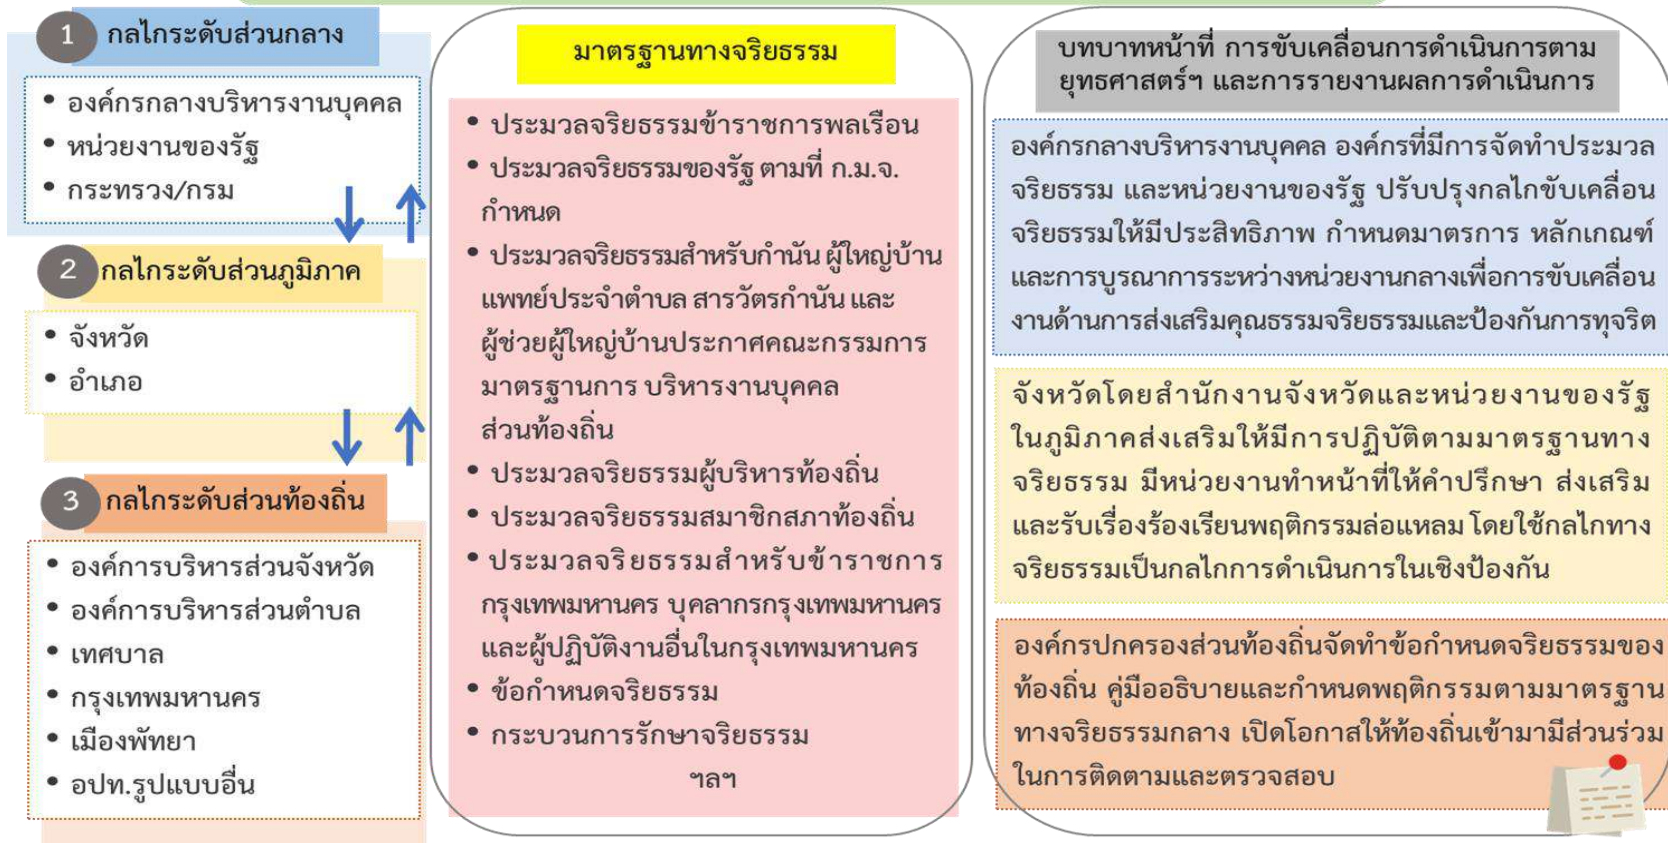 1 กลไกระดับส่วนกลาง
• องค์กรกลางบริหารงานบุคคล
• หน่วยงานของรัฐ
• กระทรวง/กรม
2 กลไกระดับส่วนภูมิภาค
• จังหวัด
• อำเภอ
3 กลไกระดับส่วนท้องถิ่น
• องค์การบริหารส่วนจังหวัด
• องค์การบริหารส่วนตำบล
• เทศบาล
• กรุงเทพมหานคร
• เมืองพัทยา
• อปท.รูปแบบอื่น
มาตรฐานทางจริยธรรม
• ประมวลจริยธรรมข้าราชการพลเรือน
• ประมวลจริยธรรมของรัฐ ตามที่ ก.ม.จ.
กำหนด
• ประมวลจริยธรรมสำหรับกำนัน ผู้ใหญ่บ้าน
แพทย์ประจำตำบล สารวัตรกำนัน และ
ผู้ช่วยผู้ใหญ่บ้านประกาศคณะกรรมการ
มาตรฐานการ บริหารงานบุคคล
ส่วนท้องถิ่น
• ประมวลจริยธรรมผู้บริหารท้องถิ่น
• ประมวลจริยธรรมสมาชิกสภาท้องถิ่น
• ประมวลจริยธรรมสำหรับข้าราชการ
กรุงเทพมหานคร บุคลากรกรุงเทพมหานคร
และผู้ปฏิบัติงานอื่นในกรุงเทพมหานคร
• ข้อกำหนดจริยธรรม
• กระบวนการรักษาจริยธรรม
ฯลฯ
บทบาทหน้าที่ การขับเคลื่อนการดำเนินการตาม
ยุทธศาสตร์ฯ และการรายงานผลการดำเนินการ
องค์กรกลางบริหารงานบุคคล องค์กรที่มีการจัดทำประมวล
จริยธรรม และหน่วยงานของรัฐ ปรับปรุงกลไกขับเคลื่อน
จริยธรรมให้มีประสิทธิภาพ กำหนดมาตรการ หลักเกณฑ์
และการบูรณาการระหว่างหน่วยงานกลางเพื่อการขับเคลื่อน
งานด้านการส่งเสริมคุณธรรมจริยธรรมและป้องกันการทุจริต
จังหวัดโดยสำนักงานจังหวัดและหน่วยงานของรัฐ
ในภูมิภาคส่งเสริมให้มีการปฏิบัติตามมาตรฐานทาง
จริยธรรม มีหน่วยงานทำหน้าที่ให้คำปรึกษา ส่งเสริม
และรับเรื่องร้องเรียนพฤติกรรมล่อแหลม โดยใช้กลไกทาง
จริยธรรมเป็นกลไกการดำเนินการในเชิงป้องกัน
องค์กรปกครองส่วนท้องถิ่นจัดทำข้อกำหนดจริยธรรมของ
ท้องถิ่น คู่มืออธิบายและกำหนดพฤติกรรมตามมาตรฐาน
ทางจริยธรรมกลาง เปิดโอกาสให้ท้องถิ่นเข้ามามีส่วนร่วม
ในการติดตามและตรวจสอบ